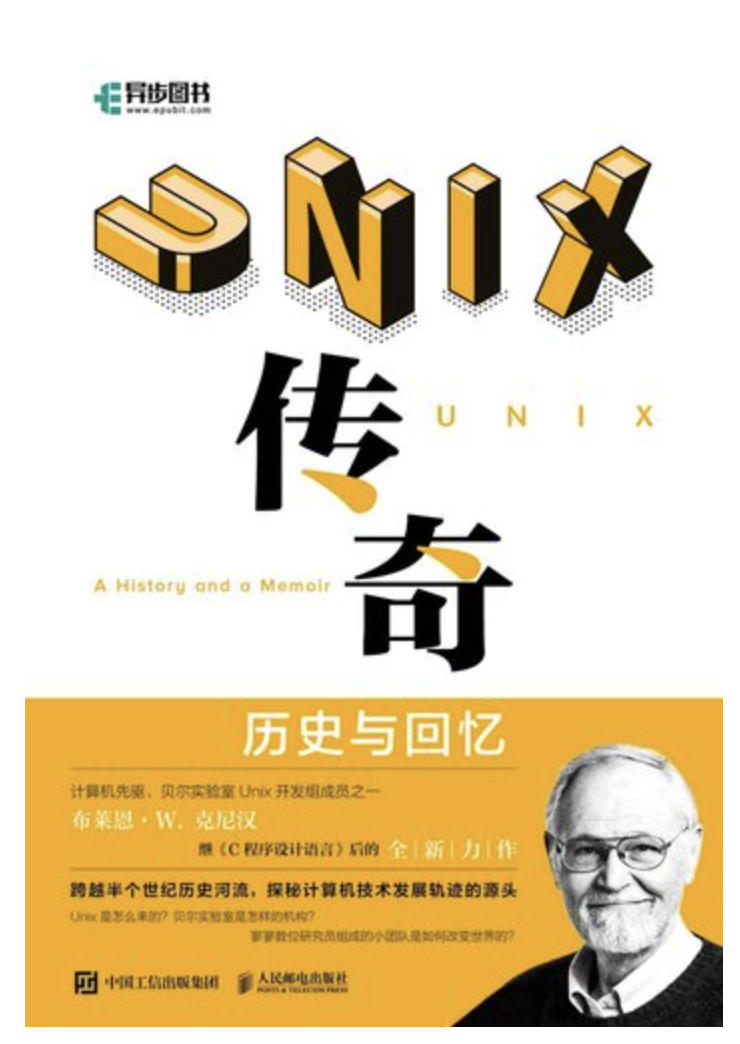 异步图书
www.epubit.com
UNIX
传
UNIX
奇
A History and a Memoir
历史与回忆
计算机先驱、贝尔实验室 Unix 开发组成员之一
布莱恩·W. 克尼汉
继《C 程序设计语言》后的 全|新|力|作
跨越半个世纪历史河流，探秘计算机技术发展轨迹的源头
Unix 是怎么来的？贝尔实验室是怎样的机构？
寥寥数位研究员组成的小团队是如何改变世界的？
中国工信出版集团 人民邮电出版社
POSTS & TELECOM PRESS